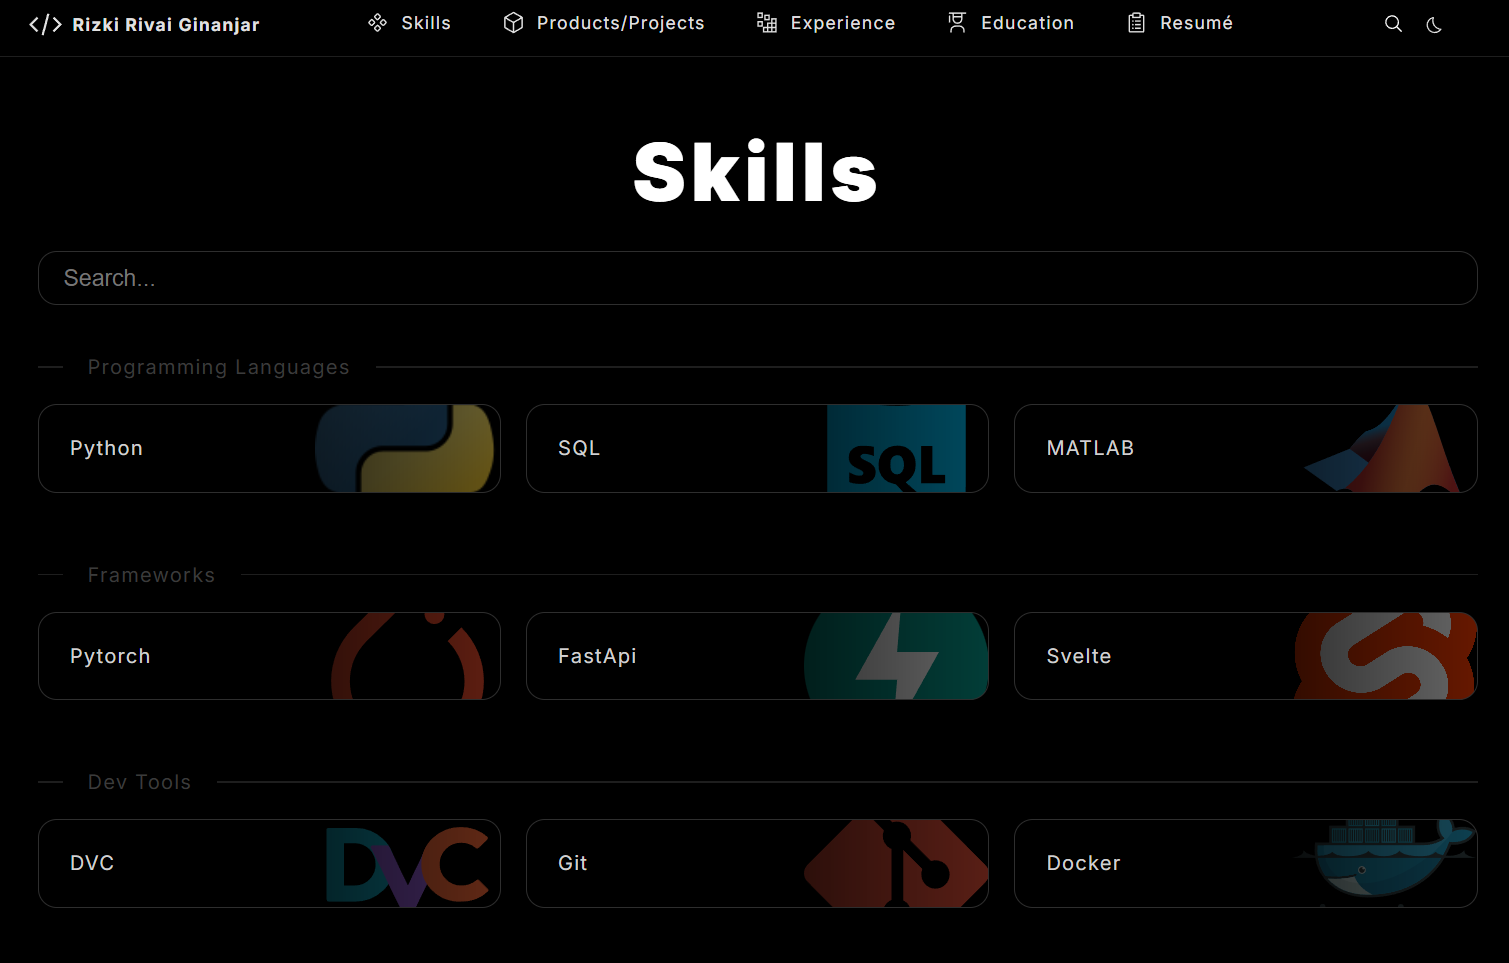 </> Rizki Rivai Ginanjar
Skills
Products/Projects
Experience
Education
Resumé
Skills
Search...
Programming Languages
Python
SQL
SQL
MATLAB
Frameworks
Pytorch
FastApi
Svelte
Dev Tools
DVC
DVC
Git
Docker